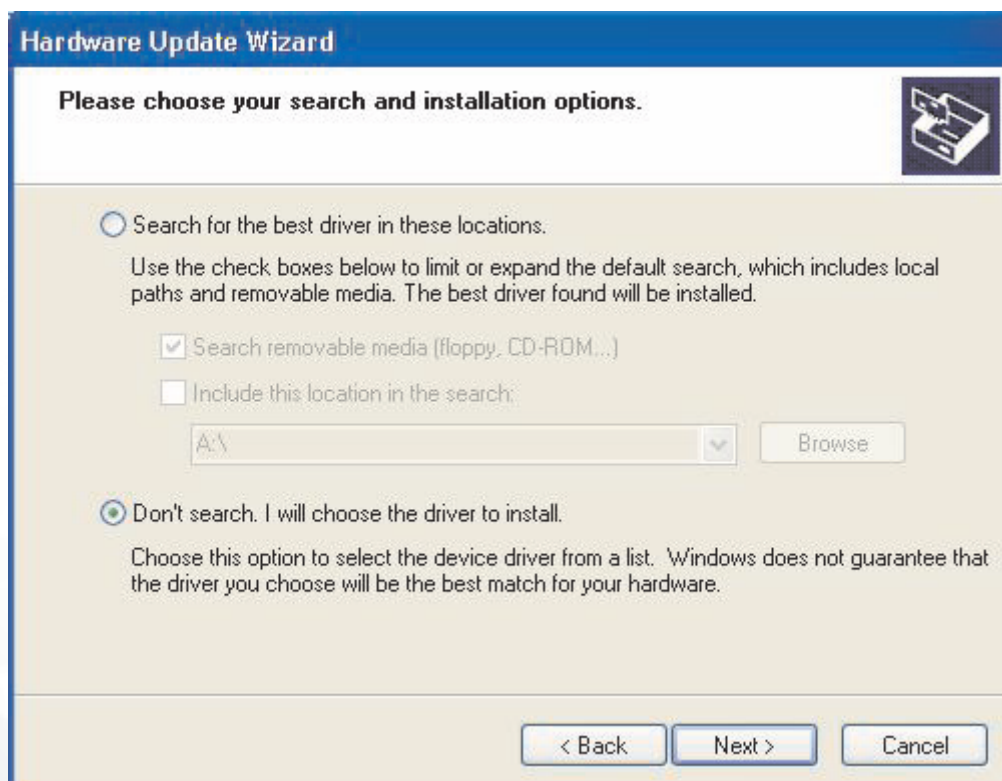 Hardware Update Wizard
Please choose your search and installation options.
Search for the best driver in these locations.
Use the check boxes below to limit or expand the default search, which includes local
paths and removable media. The best driver found will be installed.
Search removable media (floppy, CD-ROM...)
Include this location in the search:
A:\
Browse
Don't search. I will choose the driver to install.
Choose this option to select the device driver from a list. Windows does not guarantee that
the driver you choose will be the best match for your hardware.
< Back
Next >
Cancel